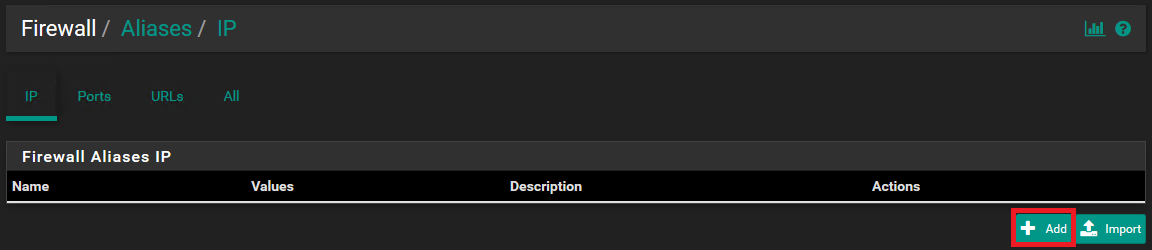 Firewall / Aliases / IP
IP Ports URLs All
Firewall Aliases IP
Name Values Description Actions
Add Import